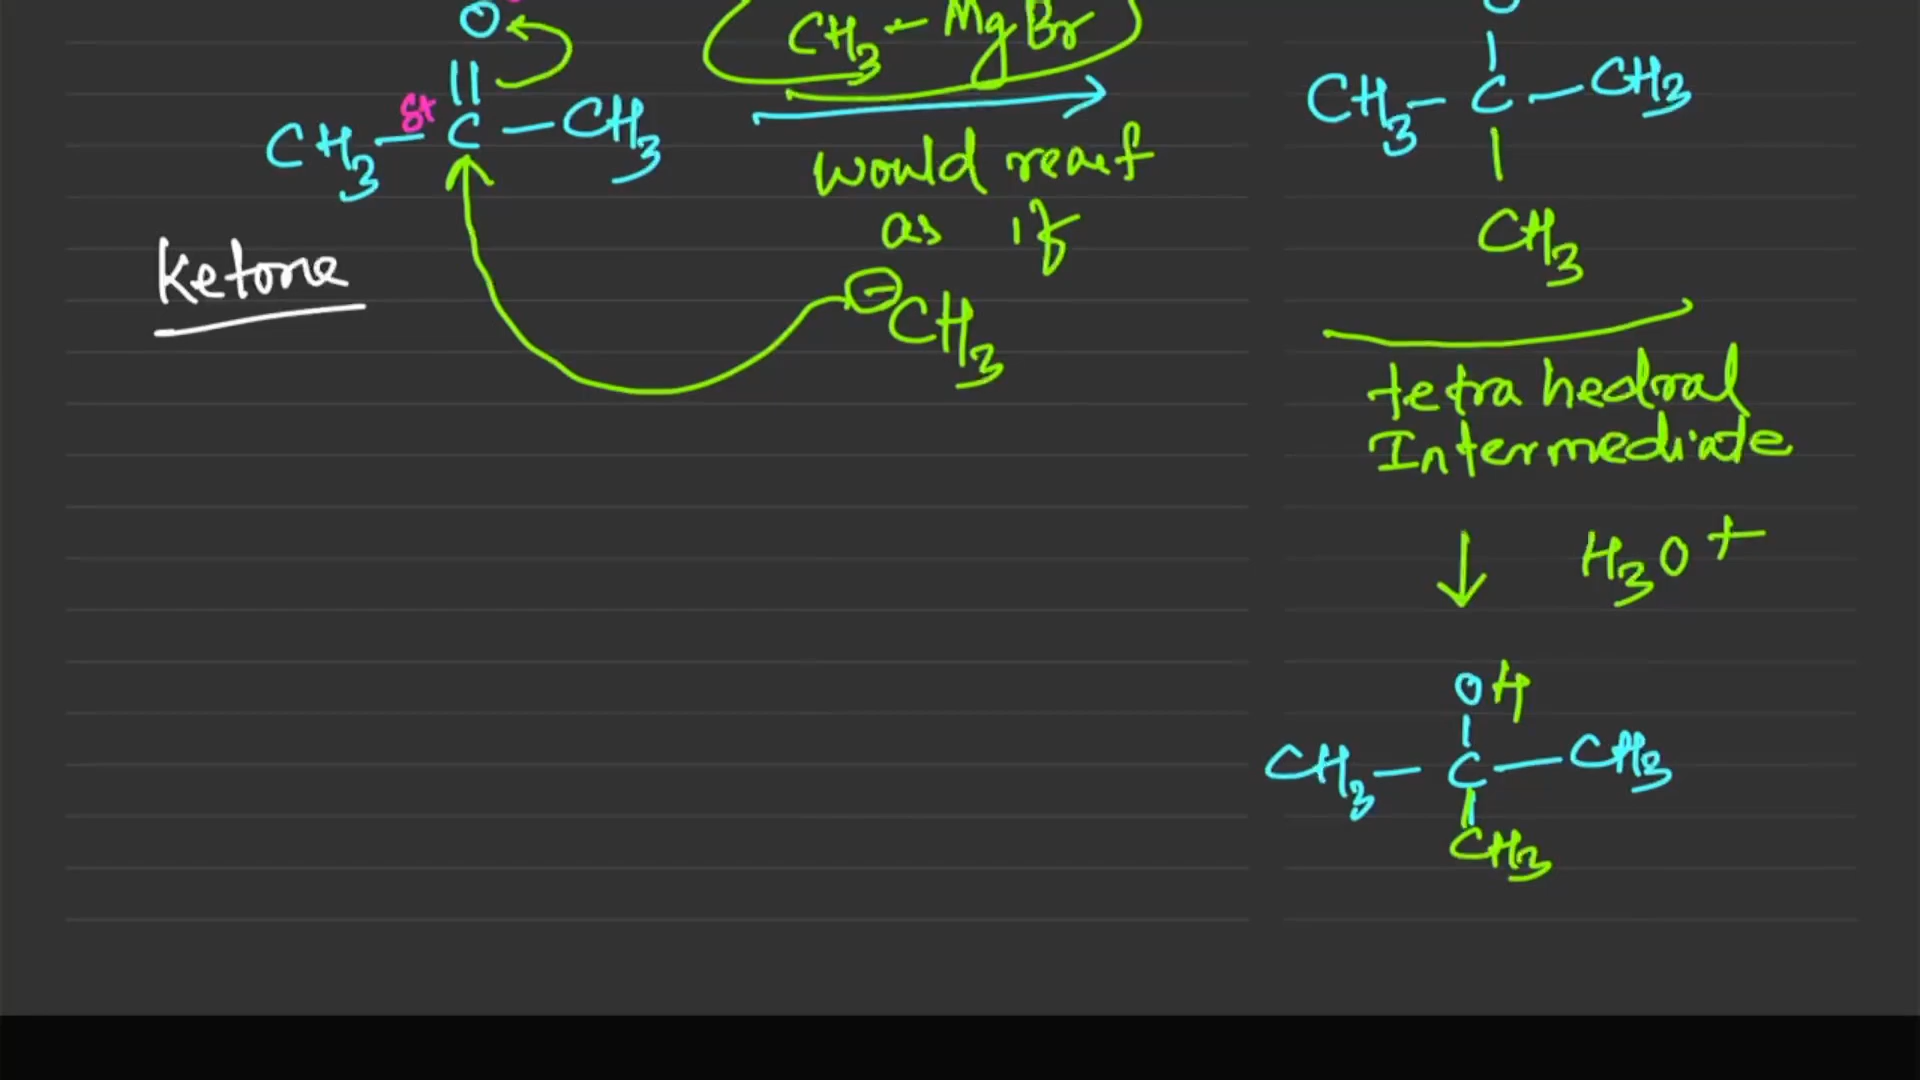 O
CH3 - MgBr
O
||
δ+
CH3 - C - CH3
would react
as if
⊖CH3
Ketone
|
CH3 - C - CH3
|
CH3
tetrahedral
Intermediate
↓ H3O+
OH
|
CH3 - C - CH3
|
CH3